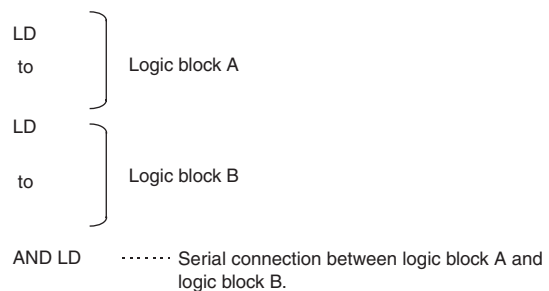 LD
to
Logic block A
LD
to
Logic block B
AND LD ········ Serial connection between logic block A and
logic block B.